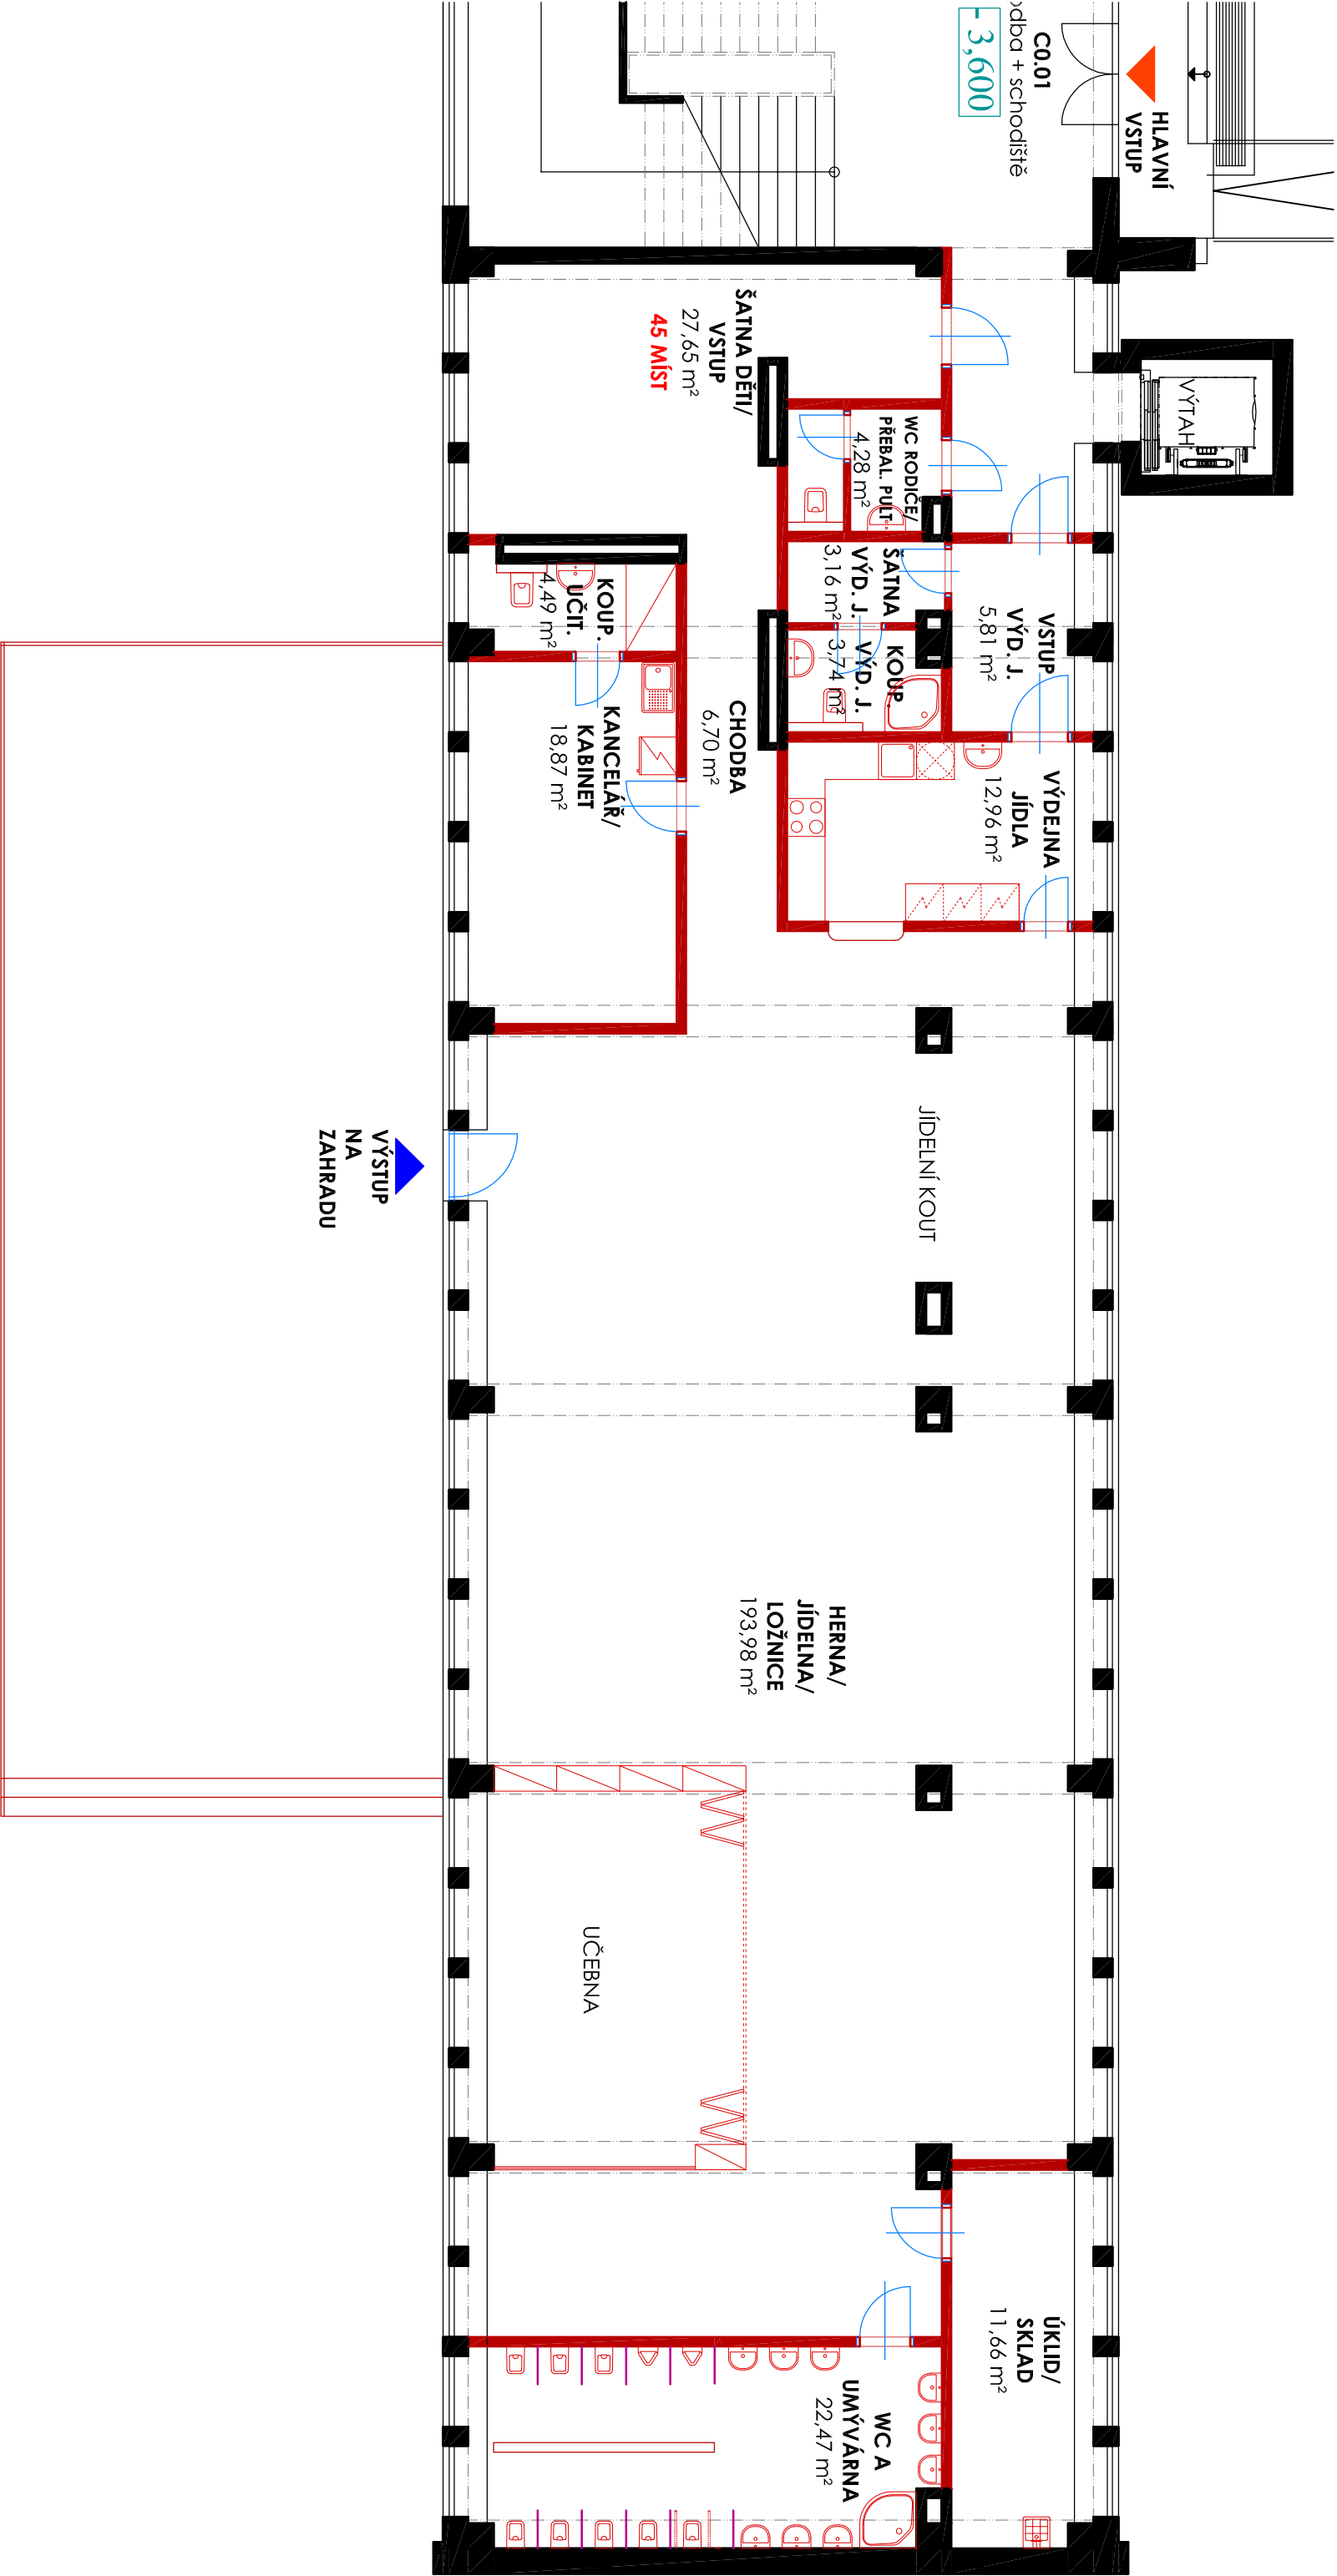 HLAVNÍ
VSTUP
C0.01
odba + schodiště
- 3,600
VÝTAH
ŠATNA DĚTI/
VSTUP
27,65 m²
45 MÍST
WC RODIČE/
PŘEBAL. PULT
4,28 m²
ŠATNA
VÝD. J.
3,16 m²
KOUP.
VÝD. J.
3,74 m²
VSTUP
VÝD. J.
5,81 m²
KOUP.
UČIT.
4,49 m²
KANCELÁŘ/
KABINET
18,87 m²
CHODBA
6,70 m²
VÝDEJNA
JÍDLA
12,96 m²
JÍDELNÍ KOUT
VÝSTUP
NA
ZAHRADU
HERNA/
JÍDELNA/
LOŽNICE
193,98 m²
UČEBNA
ÚKLID/
SKLAD
11,66 m²
WC A
UMÝVÁRNA
22,47 m²